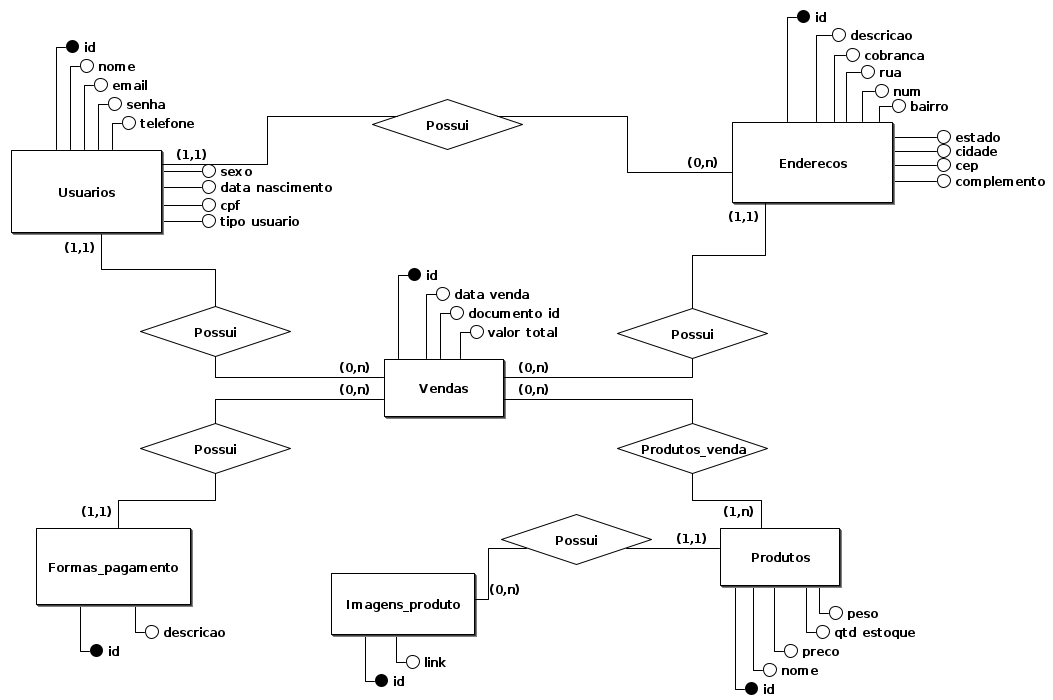 id
nome
email
senha
telefone
(1,1)
Usuarios
sexo
data nascimento
cpf
tipo usuario
(1,1)
Possui
id
descricao
cobranca
rua
num
bairro
(0,n)
Enderecos
estado
cidade
cep
complemento
(1,1)
id
data venda
documento id
valor total
Possui
Possui
(0,n)
Vendas
(0,n)
(0,n)
(0,n)
Possui
Produtos_venda
(1,1)
(1,n)
Formas_pagamento
descricao
id
Possui
(1,1)
(0,n)
Imagens_produto
link
id
Produtos
peso
qtd estoque
preco
nome
id